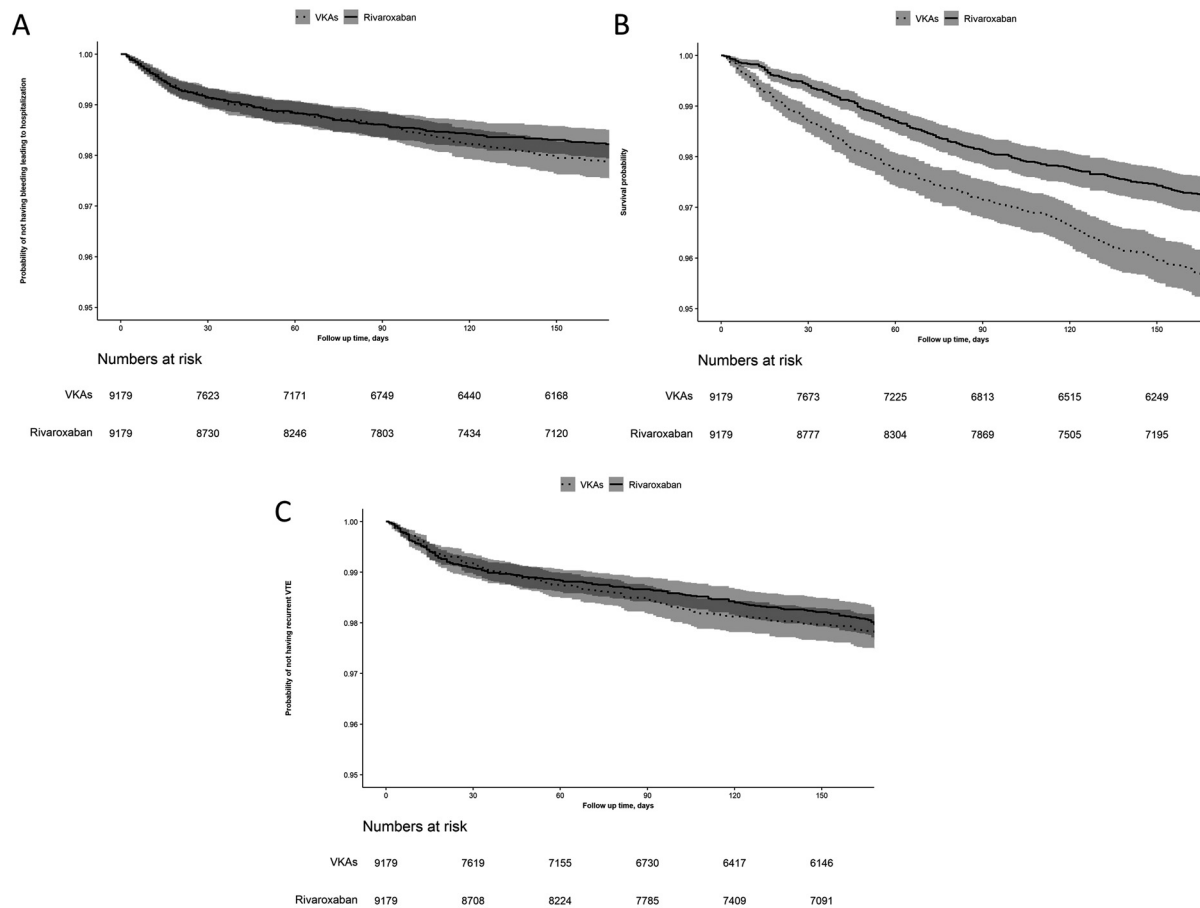 A
VKAs Rivaroxaban
Probability of not having bleeding leading to hospitalization
1.00
0.99
0.98
0.97
0.96
0.95
0 30 60 90 120 150
Follow up time, days
Numbers at risk
VKAs 9179 7623 7171 6749 6440 6168
Rivaroxaban 9179 8730 8246 7803 7434 7120
B
VKAs Rivaroxaban
Survival probability
1.00
0.99
0.98
0.97
0.96
0.95
0 30 60 90 120 150
Follow up time, days
Numbers at risk
VKAs 9179 7673 7225 6813 6515 6249
Rivaroxaban 9179 8777 8304 7869 7505 7195
C
VKAs Rivaroxaban
Probability of not having recurrent VTE
1.00
0.99
0.98
0.97
0.96
0.95
0 30 60 90 120 150
Follow up time, days
Numbers at risk
VKAs 9179 7619 7155 6730 6417 6146
Rivaroxaban 9179 8708 8224 7785 7409 7091